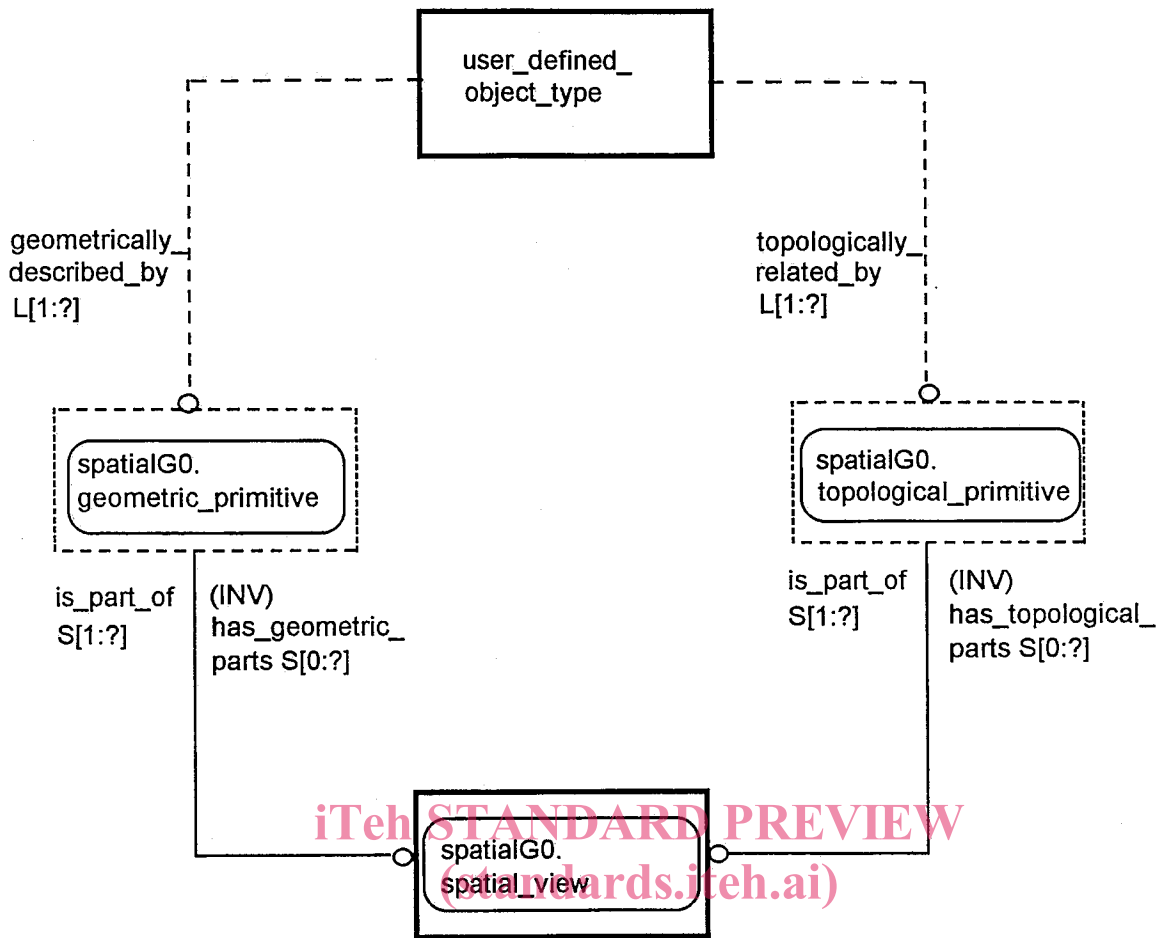 user_defined_
object_type
geometrically_
described_by
L[1:?]
topologically_
related_by
L[1:?]
spatialG0.
geometric_primitive
spatialG0.
topological_primitive
is_part_of
S[1:?]
(INV)
has_geometric_
parts S[0:?]
is_part_of
S[1:?]
(INV)
has_topological_
parts S[0:?]
iTeh STANDARD PREVIEW
spatialG0.
spatial_view
(standards.iteh.ai)